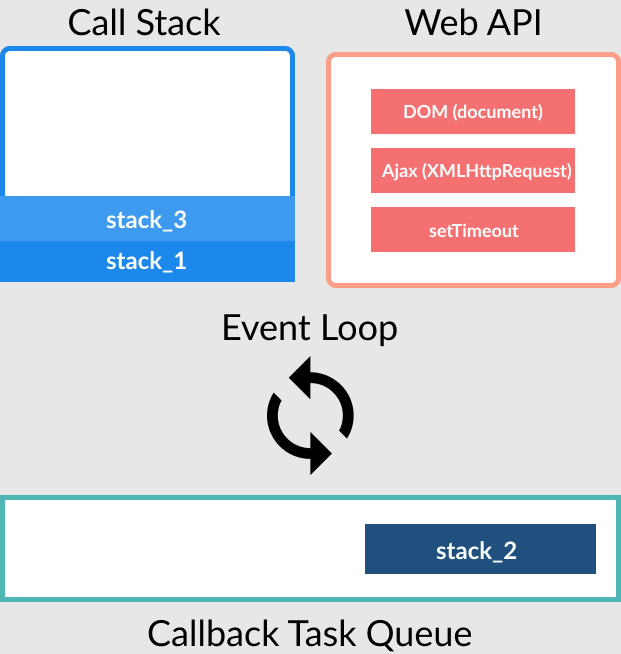 Call Stack
Web API
DOM (document)
Ajax (XMLHttpRequest)
setTimeout
stack_3
stack_1
Event Loop
stack_2
Callback Task Queue